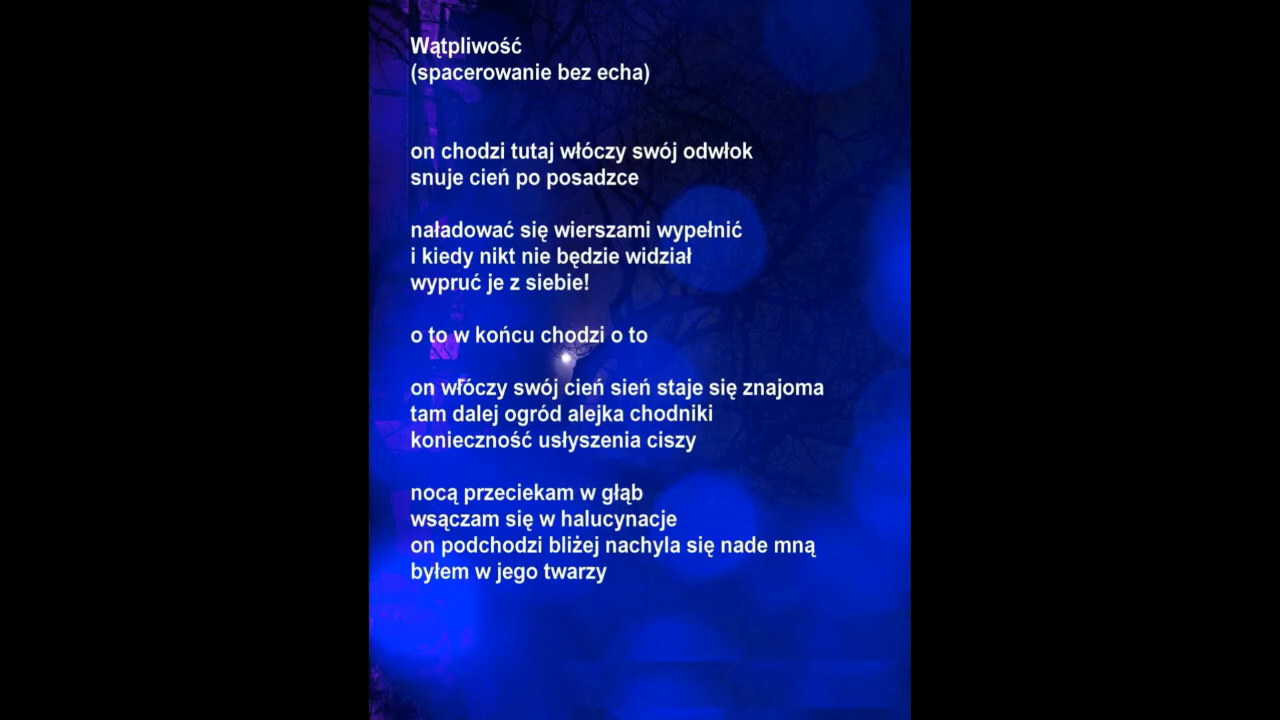 Wątpliwość
(spacerowanie bez echa)
on chodzi tutaj włóczy swój odwłok
snuje cień po posadzce
naładować się wierszami wypełnić
i kiedy nikt nie będzie widział
wypruć je z siebie!
o to w końcu chodzi o to
on włóczy swój cień sień staje się znajoma
tam dalej ogród alejka chodniki
konieczność usłyszenia ciszy
nocą przeciekam w głąb
wsączam się w halucynacje
on podchodzi bliżej nachyla się nade mną
byłem w jego twarzy